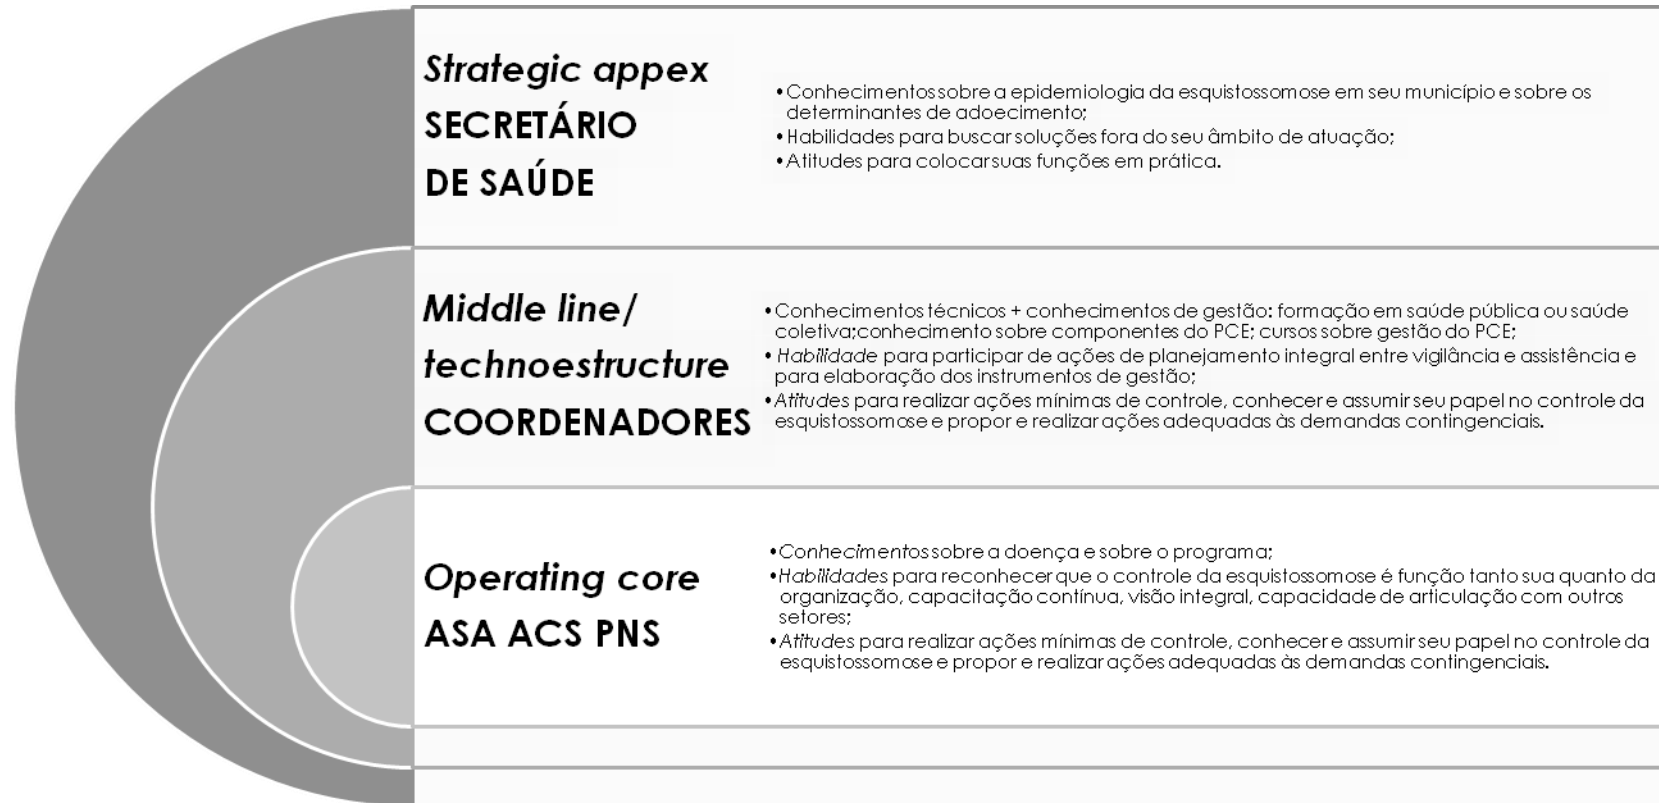 Strategic appex
SECRETÁRIO
DE SAÚDE
•Conhecimentos sobre a epidemiologia da esquistossomose em seu município e sobre os
determinantes de adoecimento;
•Habilidades para buscar soluções fora do seu âmbito de atuação;
•Atitudes para colocar suas funções em prática.
Middle line/
technoestructure
COORDENADORES
•Conhecimentos técnicos + conhecimentos de gestão: formação em saúde pública ou saúde
coletiva;conhecimento sobre componentes do PCE; cursos sobre gestão do PCE;
•Habilidade para participar de ações de planejamento integral entre vigilância e assistência e
para elaboração dos instrumentos de gestão;
•Atitudes para realizar ações mínimas de controle, conhecer e assumir seu papel no controle da
esquistossomose e propor e realizar ações adequadas às demandas contingenciais.
Operating core
ASA ACS PNS
•Conhecimentos sobre a doença e sobre o programa;
•Habilidades para reconhecer que o controle da esquistossomose é função tanto sua quanto da
organização, capacitação contínua, visão integral, capacidade de articulação com outros
setores;
•Atitudes para realizar ações mínimas de controle, conhecer e assumir seu papel no controle da
esquistossomose e propor e realizar ações adequadas às demandas contingenciais.